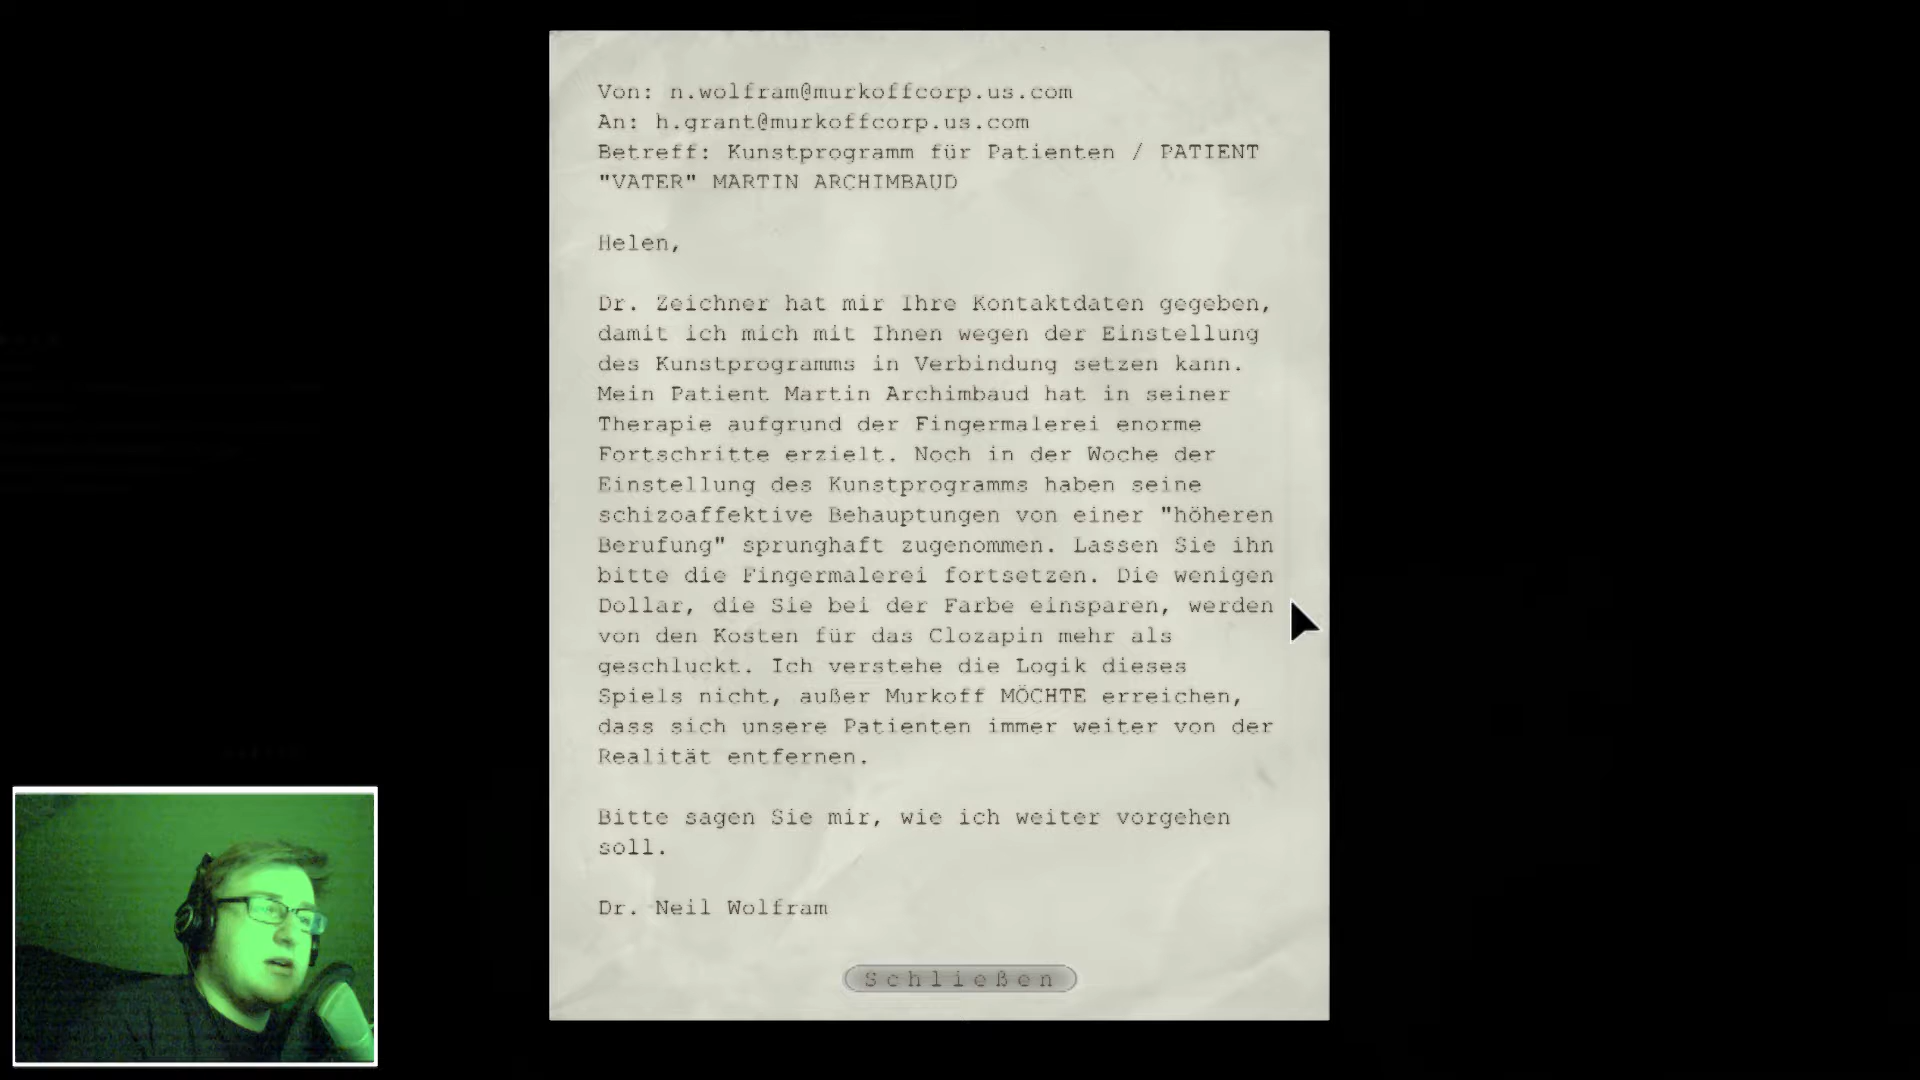 Von: n.wolfram@murkoffcorp.us.com
An: h.grant@murkoffcorp.us.com
Betreff: Kunstprogramm für Patienten / PATIENT
"VATER" MARTIN ARCHIMBAUD
Helen,
Dr. Zeichner hat mir Ihre Kontaktdaten gegeben,
damit ich mich mit Ihnen wegen der Einstellung
des Kunstprogramms in Verbindung setzen kann.
Mein Patient Martin Archimbaud hat in seiner
Therapie aufgrund der Fingermalerei enorme
Fortschritte erzielt. Noch in der Woche der
Einstellung des Kunstprogramms haben seine
schizoaffektive Behauptungen von einer "höheren
Berufung" sprunghaft zugenommen. Lassen Sie ihn
bitte die Fingermalerei fortsetzen. Die wenigen
Dollar, die Sie bei der Farbe einsparen, werden
von den Kosten für das Clozapin mehr als
geschluckt. Ich verstehe die Logik dieses
Spiels nicht, außer Murkoff MÖCHTE erreichen,
dass sich unsere Patienten immer weiter von der
Realität entfernen.
Bitte sagen Sie mir, wie ich weiter vorgehen
soll.
Dr. Neil Wolfram
Schließen